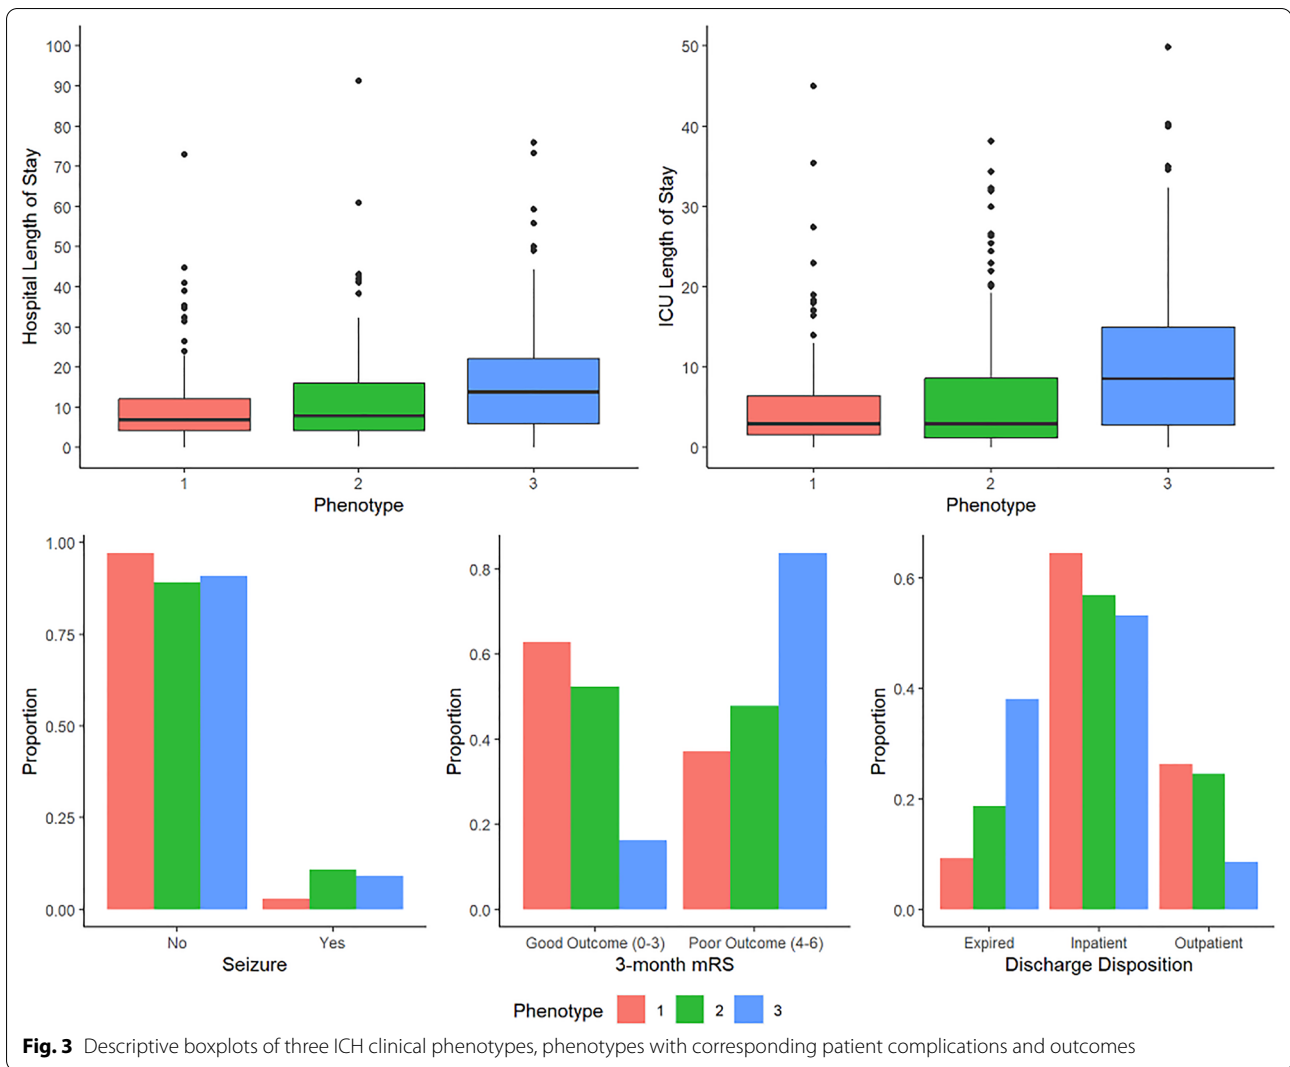 100
90
80
70
60
50
40
30
20
10
0
Hospital Length of Stay
1 2 3
Phenotype
50
40
30
20
10
0
ICU Length of Stay
1 2 3
Phenotype
1.00
0.75
0.50
0.25
0.00
Proportion
No Yes
Seizure
0.8
0.6
0.4
0.2
0.0
Proportion
Good Outcome (0-3) Poor Outcome (4-6)
3-month mRS
0.6
0.4
0.2
0.0
Proportion
Expired Inpatient Outpatient
Discharge Disposition
Phenotype 1 2 3
Fig. 3 Descriptive boxplots of three ICH clinical phenotypes, phenotypes with corresponding patient complications and outcomes